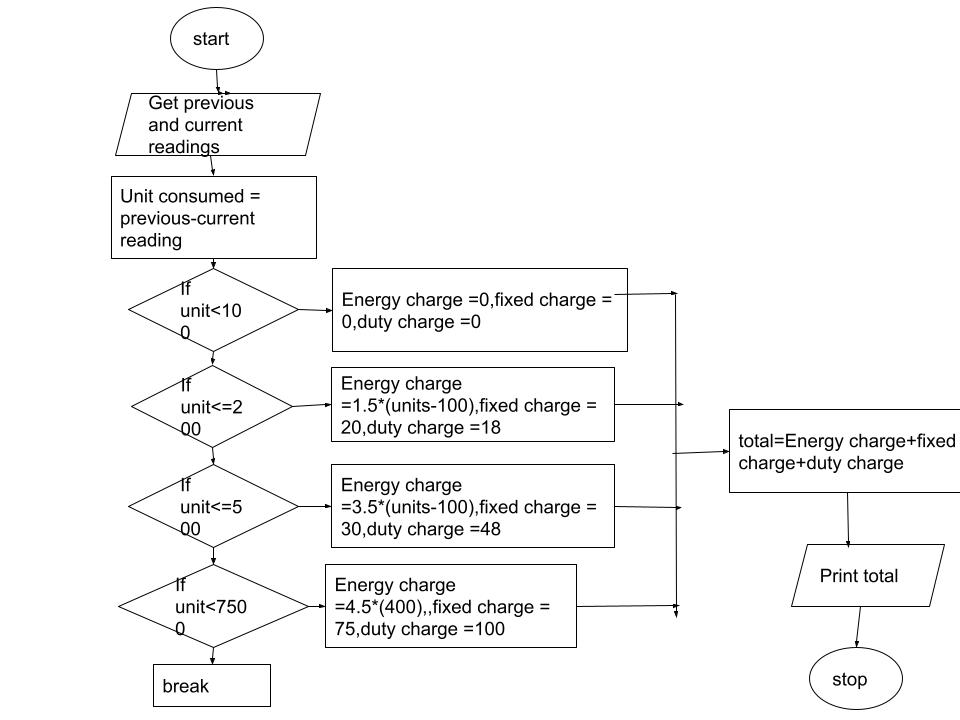 start
Get previous
and current
readings
Unit consumed =
previous-current
reading
If
unit<10
0
Energy charge =0,fixed charge =
0,duty charge =0
If
unit<=2
00
Energy charge
=1.5*(units-100),fixed charge =
20,duty charge =18
If
unit<=5
00
Energy charge
=3.5*(units-100),fixed charge =
30,duty charge =48
If
unit<750
0
Energy charge
=4.5*(400),,fixed charge =
75,duty charge =100
break
total=Energy charge+fixed
charge+duty charge
Print total
stop